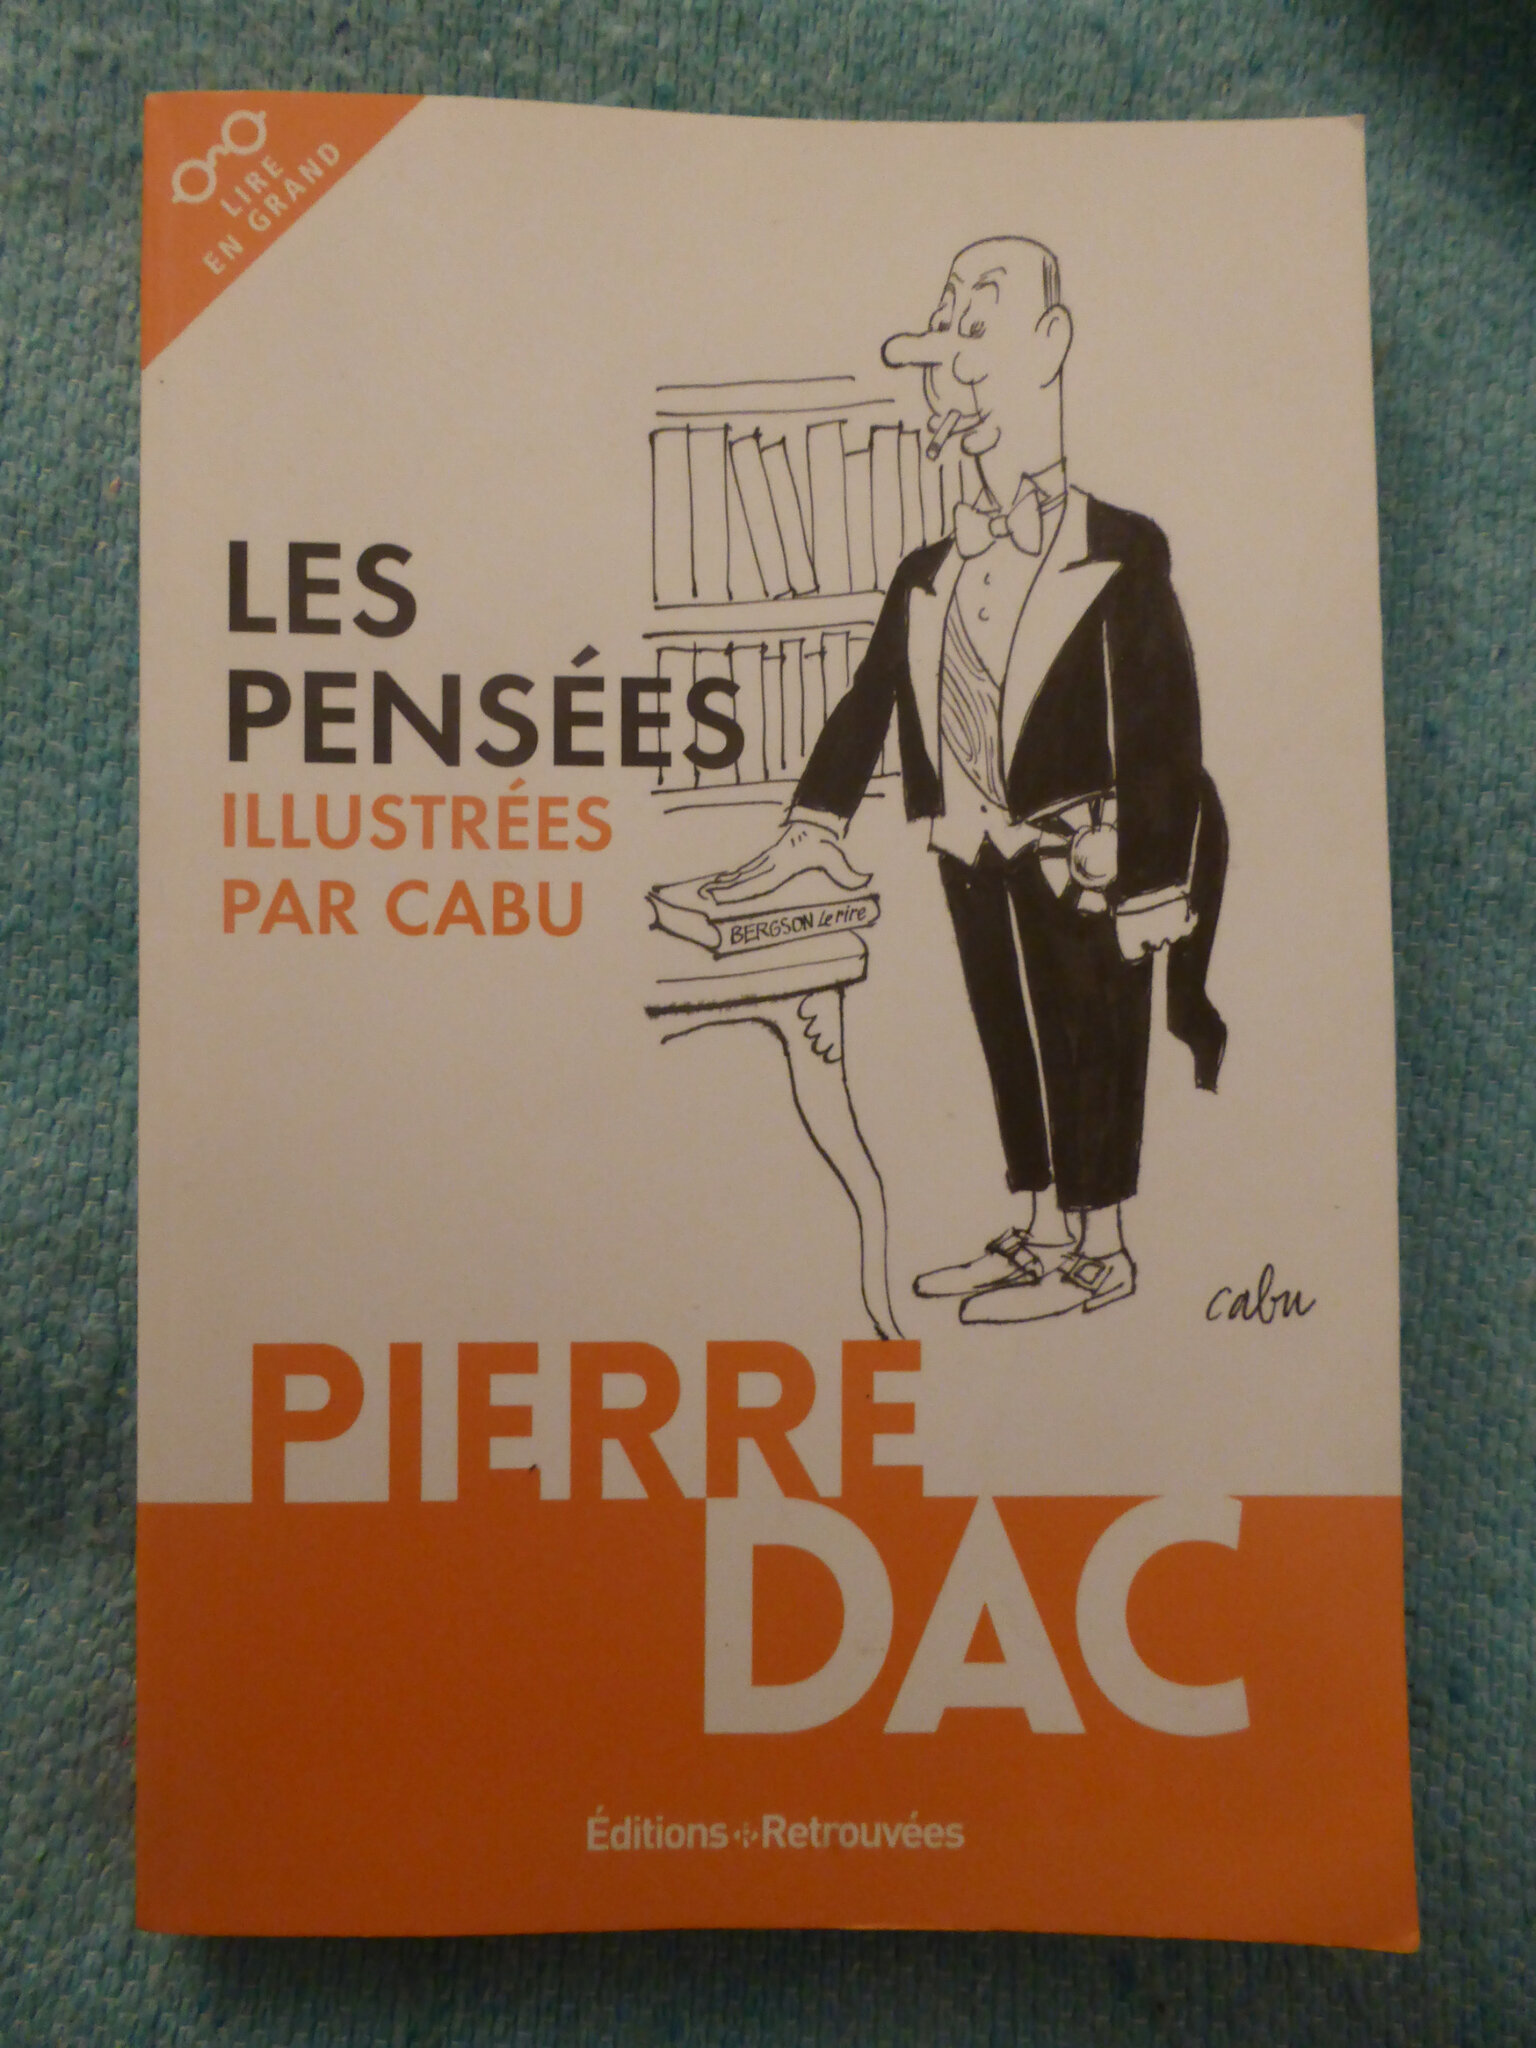 LIRE
EN GRAND
LES
PENSÉES
ILLUSTRÉES
PAR CABU
BERGSON Le rire
cabu
PIERRE
DAC
Éditions Retrouvées